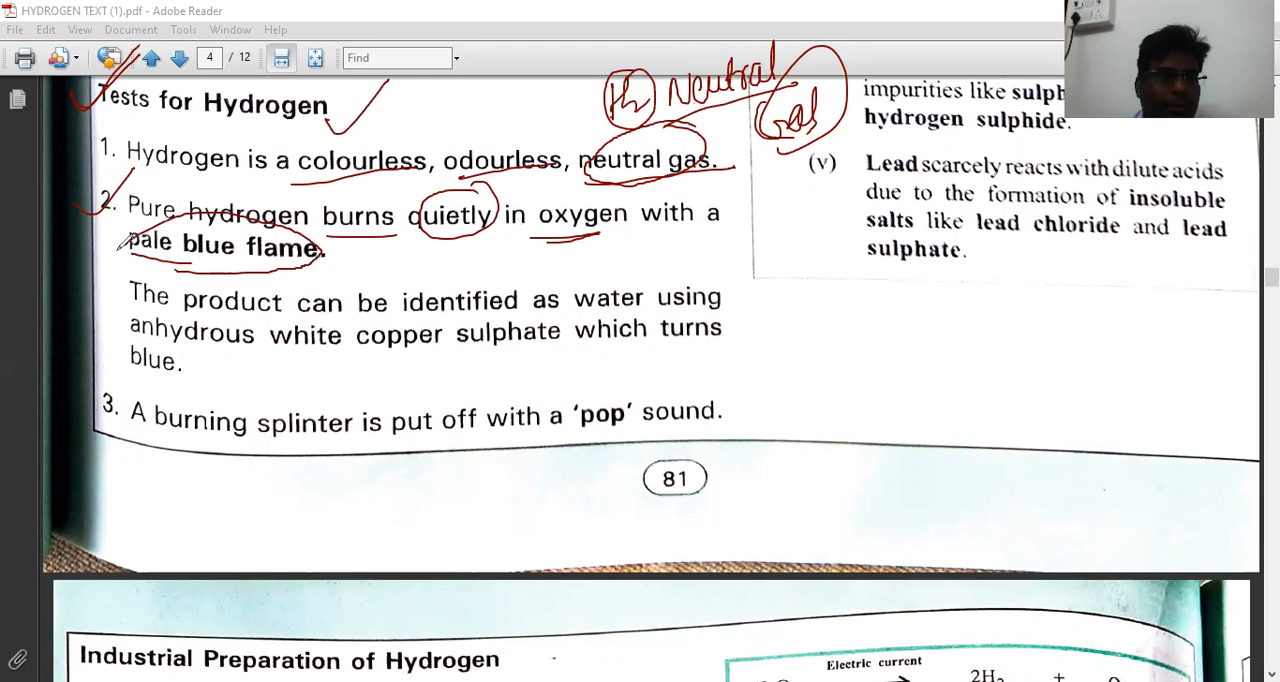 HYDROGEN TEXT (1).pdf - Adobe Reader
File Edit View Document Tools Window Help
4 / 12 Find
Tests for Hydrogen
H2 Neutral
Gas
1. Hydrogen is a colourless, odourless, neutral gas.
2. Pure hydrogen burns quietly in oxygen with a
pale blue flame.
The product can be identified as water using
anhydrous white copper sulphate which turns
blue.
3. A burning splinter is put off with a 'pop' sound.
impurities like
hydrogen sulphide.
(v) Lead scarcely reacts with dilute acids
due to the formation of insoluble
salts like lead chloride and lead
sulphate.
81
Industrial Preparation of Hydrogen
Electric current
2H2 +